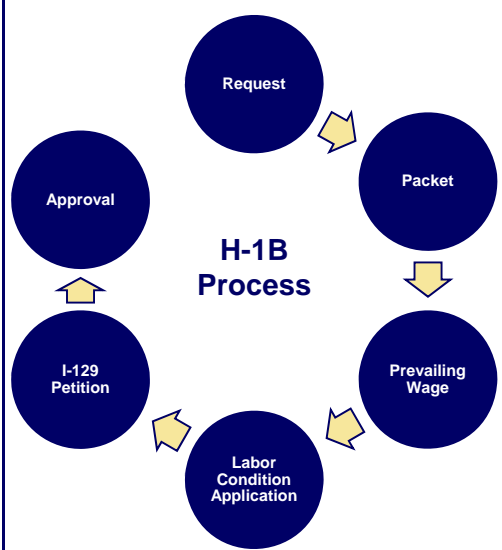 Request
Packet
Approval
H-1B
Process
Prevailing
Wage
I-129
Petition
Labor
Condition
Application